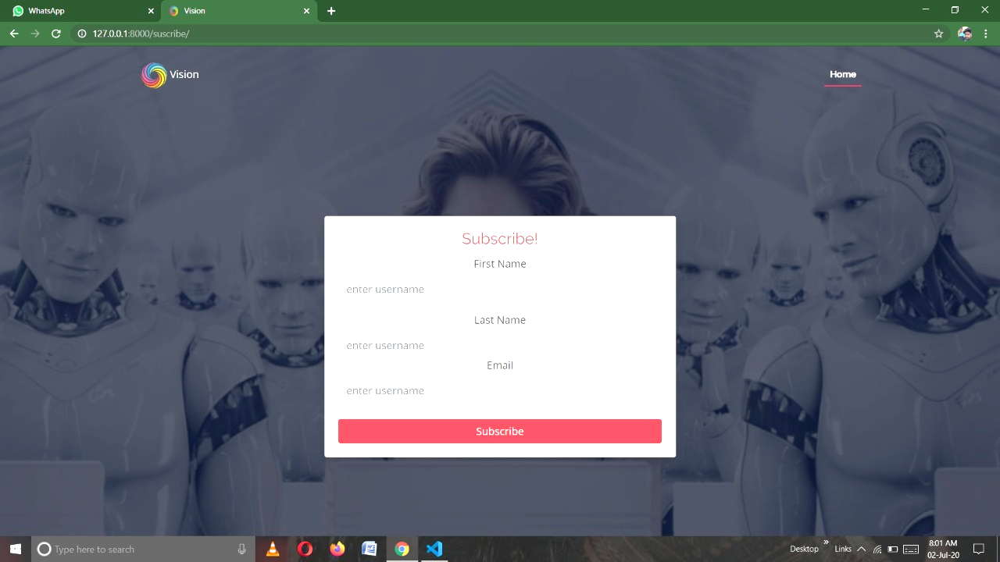 WhatsApp
Vision
127.0.0.1:8000/suscribe/
Vision
Home
Subscribe!
First Name
enter username
Last Name
enter username
Email
enter username
Subscribe
Type here to search
Desktop
Links
8:01 AM
02-Jul-20